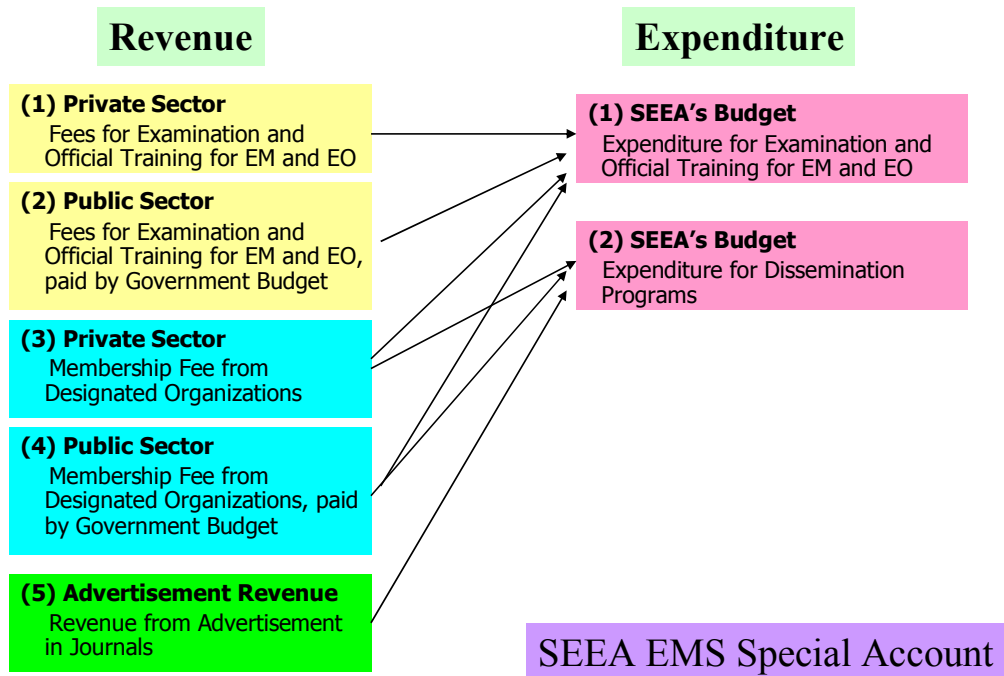 Revenue
(1) Private Sector
Fees for Examination and
Official Training for EM and EO
(2) Public Sector
Fees for Examination and
Official Training for EM and EO,
paid by Government Budget
(3) Private Sector
Membership Fee from
Designated Organizations
(4) Public Sector
Membership Fee from
Designated Organizations, paid
by Government Budget
(5) Advertisement Revenue
Revenue from Advertisement
in Journals
Expenditure
(1) SEEA’s Budget
Expenditure for Examination and
Official Training for EM and EO
(2) SEEA’s Budget
Expenditure for Dissemination
Programs
SEEA EMS Special Account